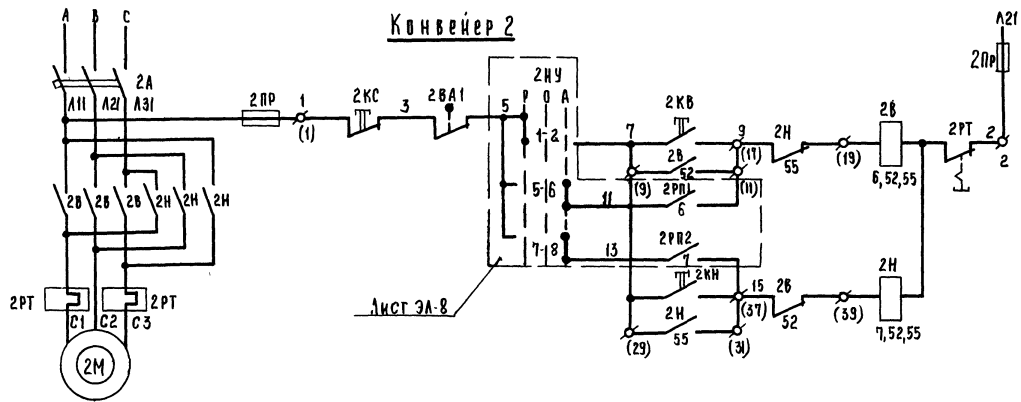 Конвейер 2
А В С
Л21
2Пр
2А
Л11 Л21 Л31
2ПР
1
(1)
2КС
3
2ВА1
5
2НУ
Р О А
1-2
5-6
7-8
7
(9)
11
13
2КВ
2В
52
2РП1
6
2РП2
7
2КН
2Н
55
9
(17)
(11)
2Н
55
(19)
2В
6,52,55
2РТ
2
2
2В 2В 2В 2Н 2Н 2Н
15
(37)
(31)
(29)
2В
52
(39)
2Н
7,52,55
Лист ЭЛ-8
2РТ 2РТ
С1 С2 С3
2М